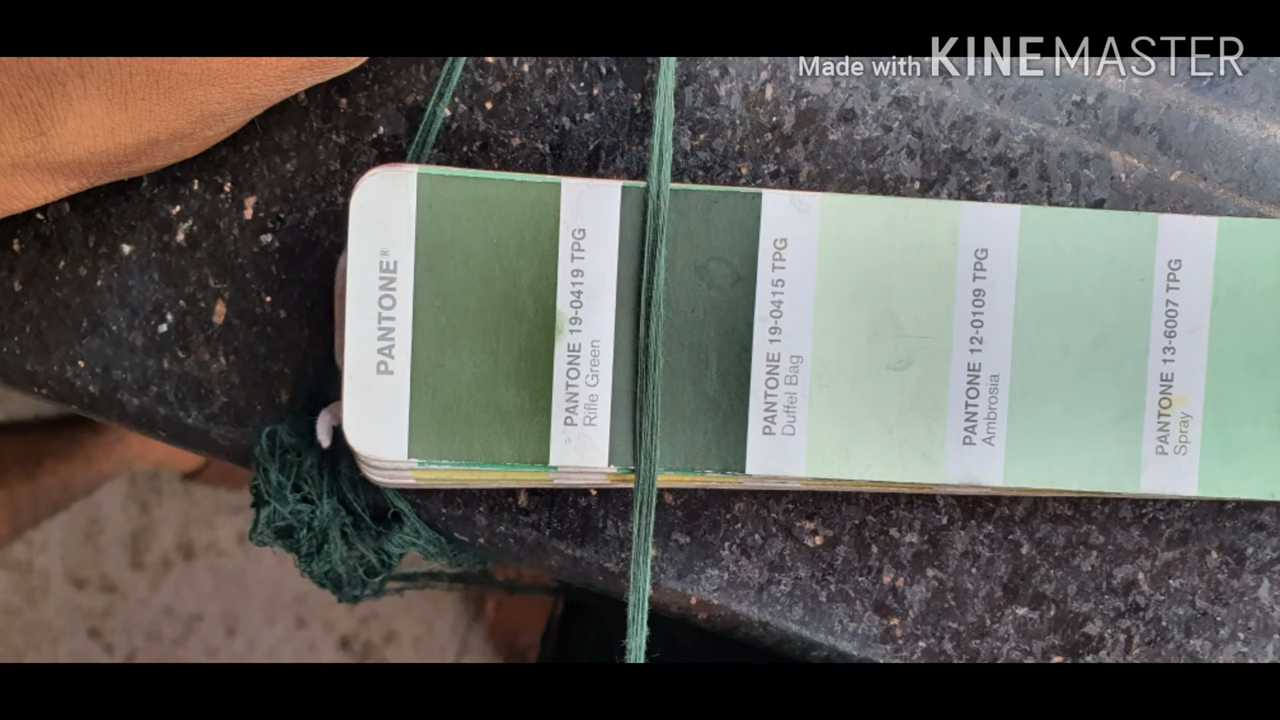 Made with KINEMASTER
PANTONE®
PANTONE 19-0419 TPG
Rifle Green
PANTONE 19-0415 TPG
Duffel Bag
PANTONE 12-0109 TPG
Ambrosia
PANTONE 13-6007 TPG
Spray